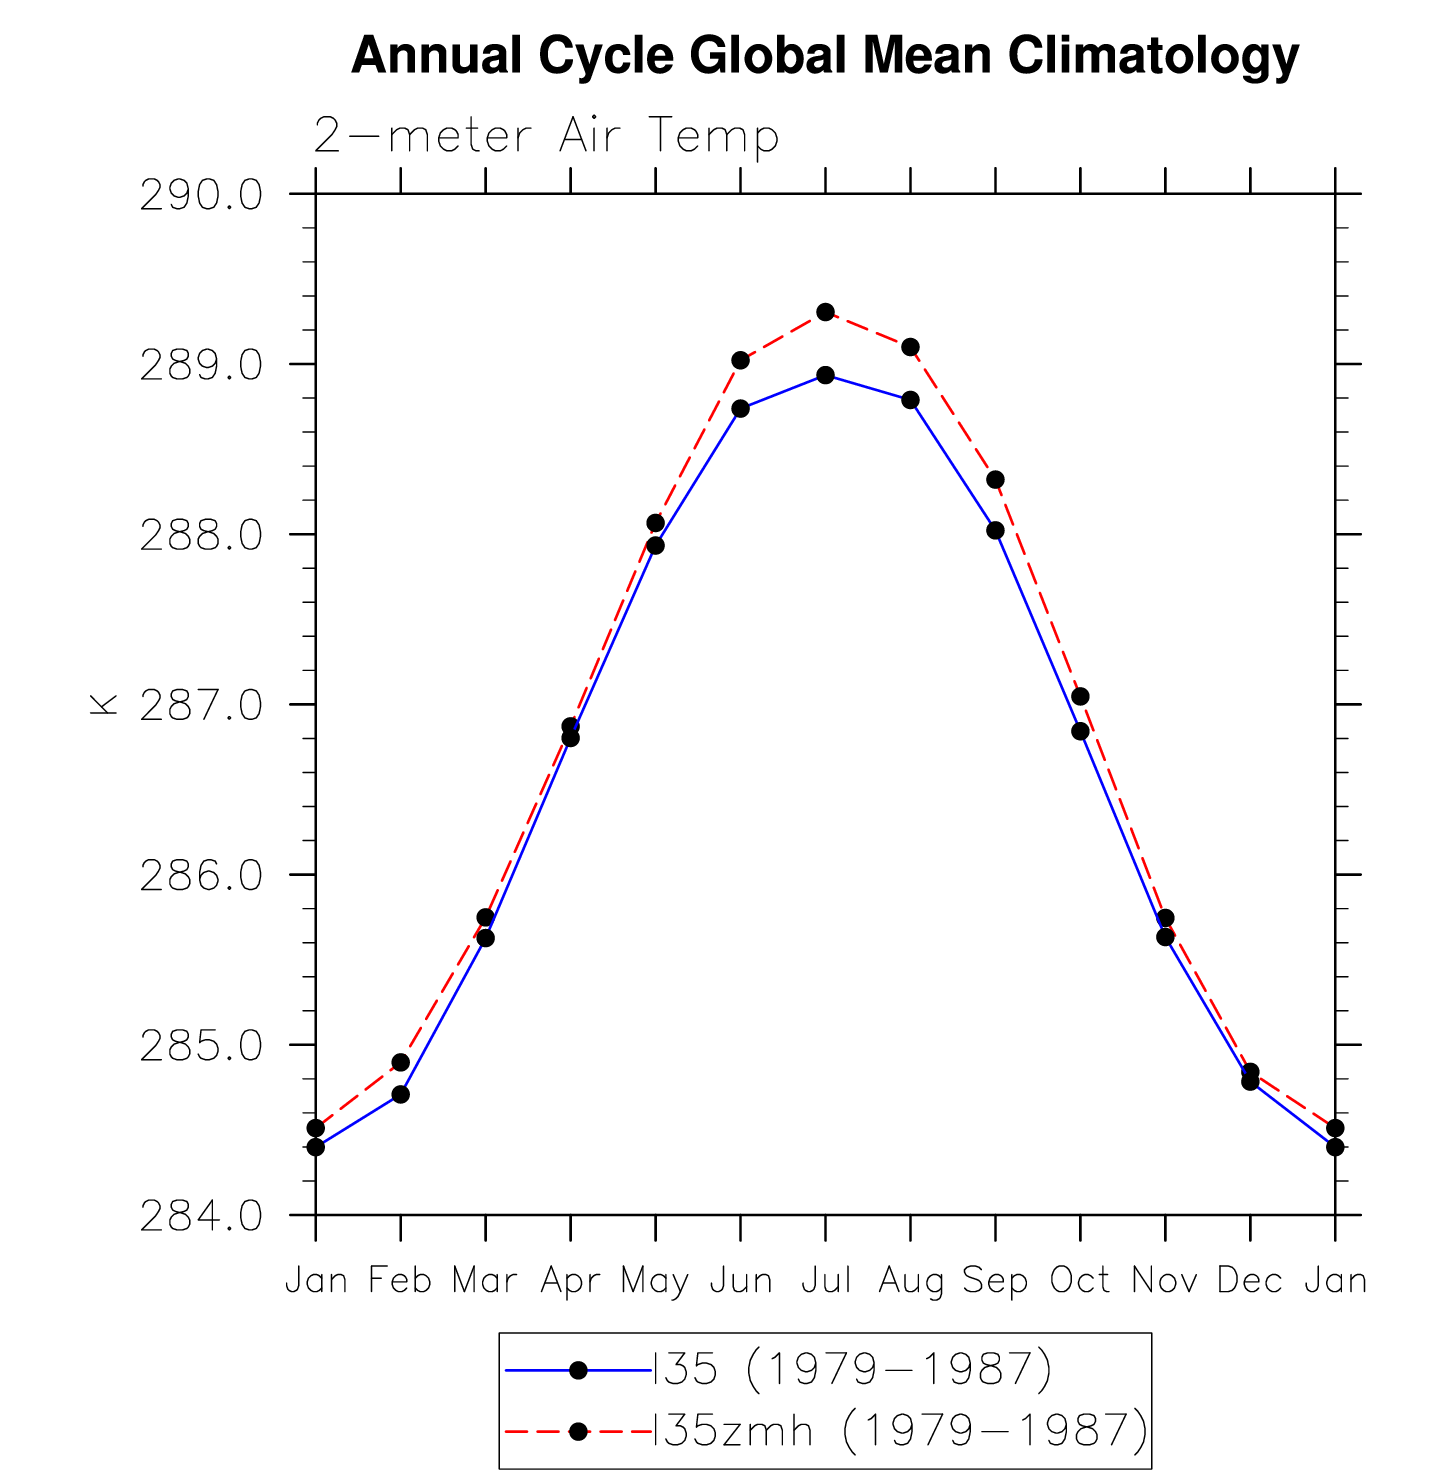 Annual Cycle Global Mean Climatology
2-meter Air Temp
290.0
289.0
288.0
K 287.0
286.0
285.0
284.0
Jan Feb Mar Apr May Jun Jul Aug Sep Oct Nov Dec Jan
I35 (1979-1987)
I35zmh (1979-1987)